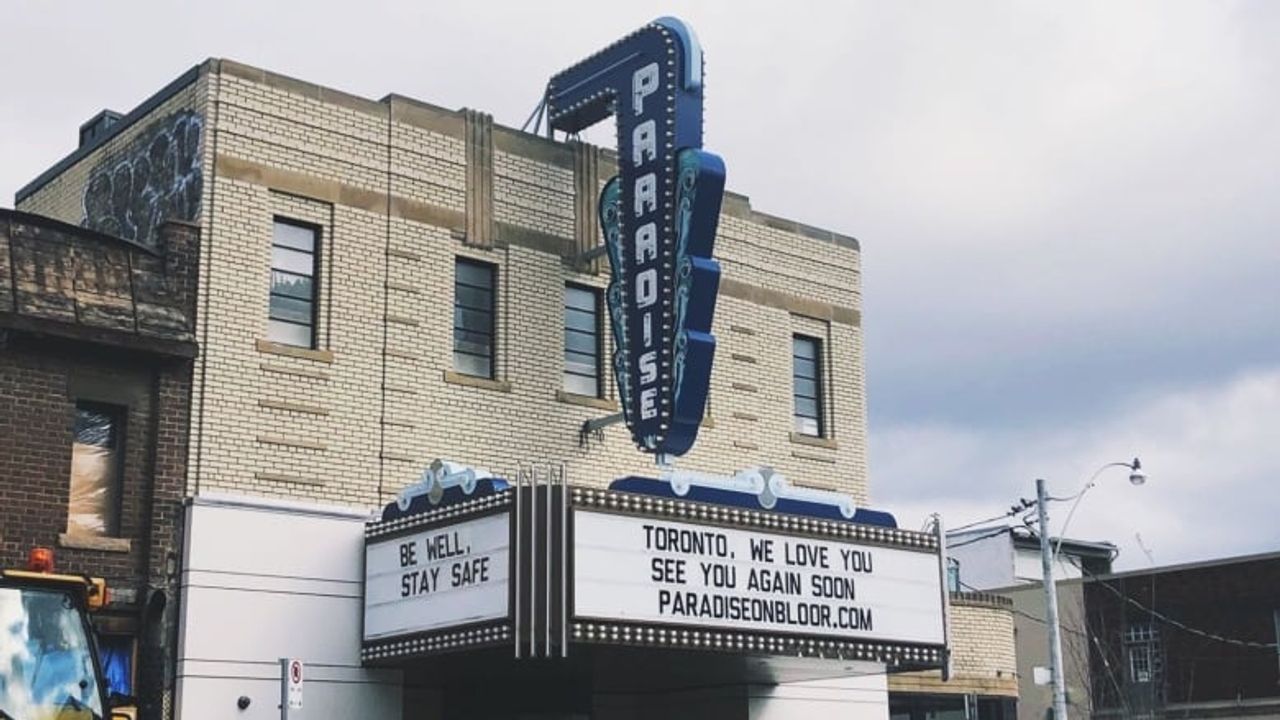 PARADISE
BE WELL,
STAY SAFE
TORONTO, WE LOVE YOU
SEE YOU AGAIN SOON
PARADISEONBLOOR.COM